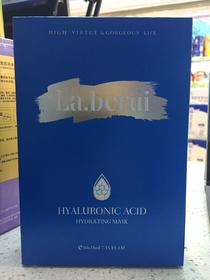 HIGH VIRTUE & GORGEOUS LIFE
La.berui
HYALURONIC ACID
HYDRATING MASK